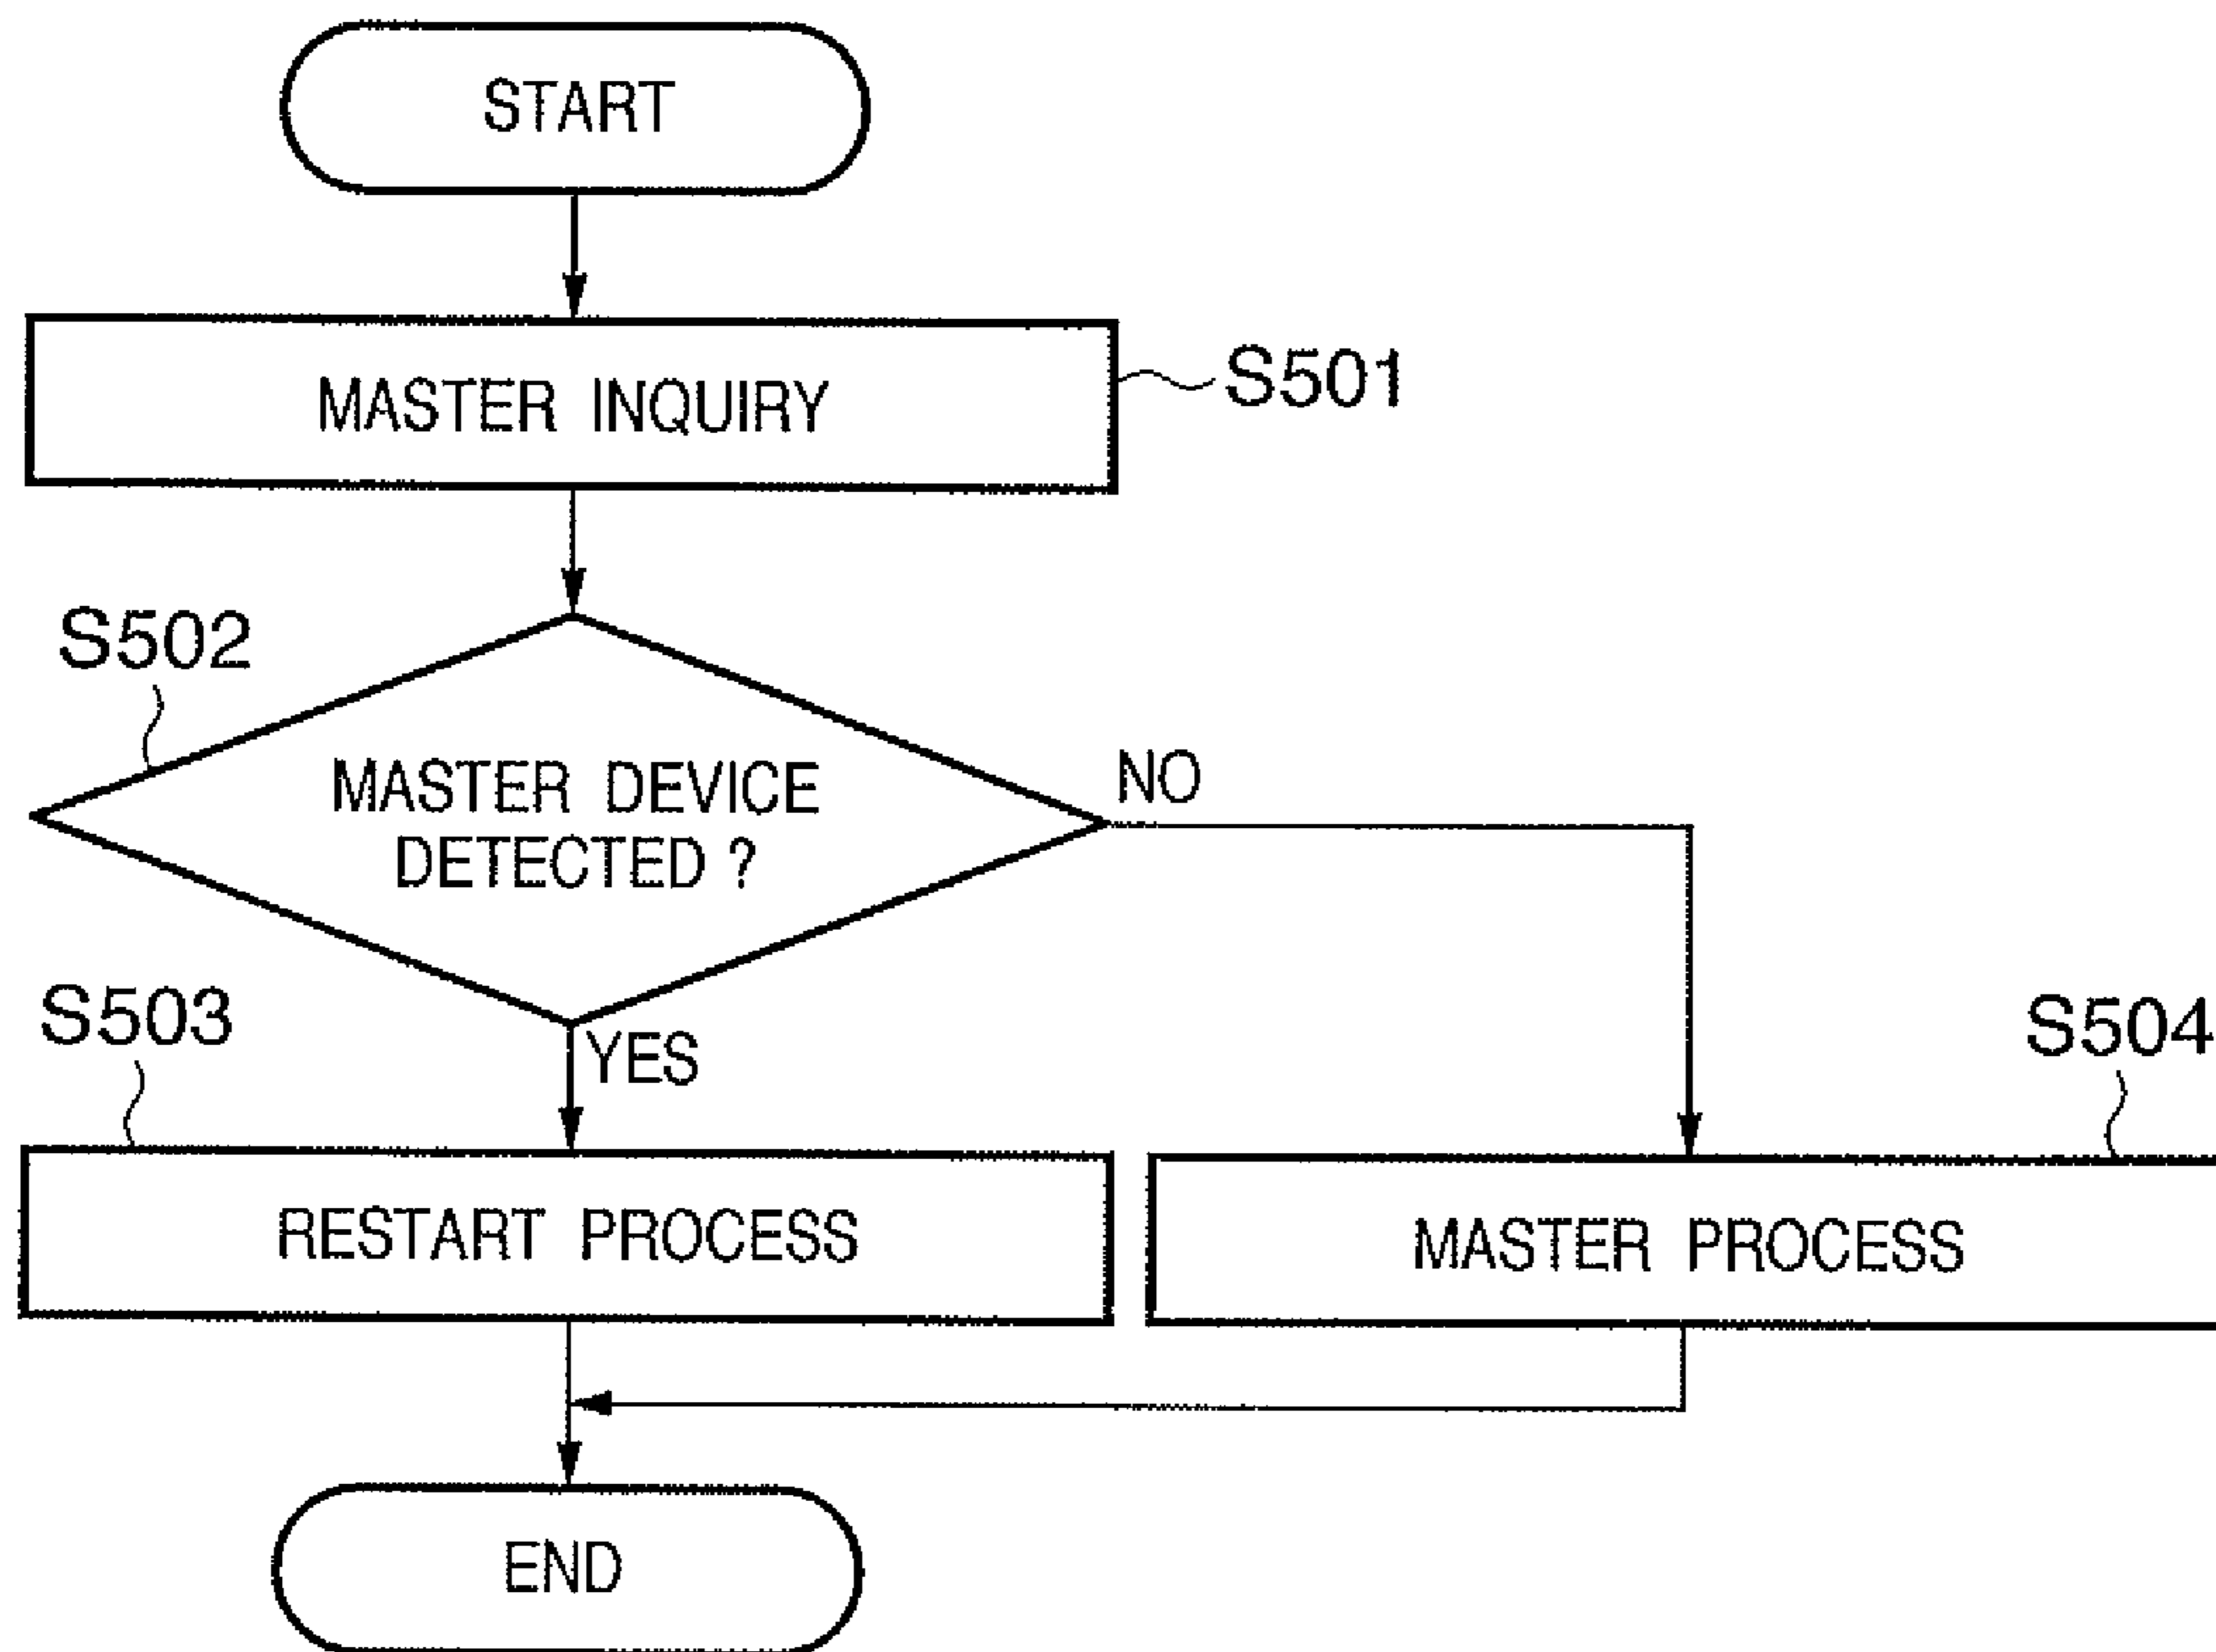 START
MASTER INQUIRY
S501
S502
MASTER DEVICE
DETECTED ?
NO
YES
S503
RESTART PROCESS
S504
MASTER PROCESS
END